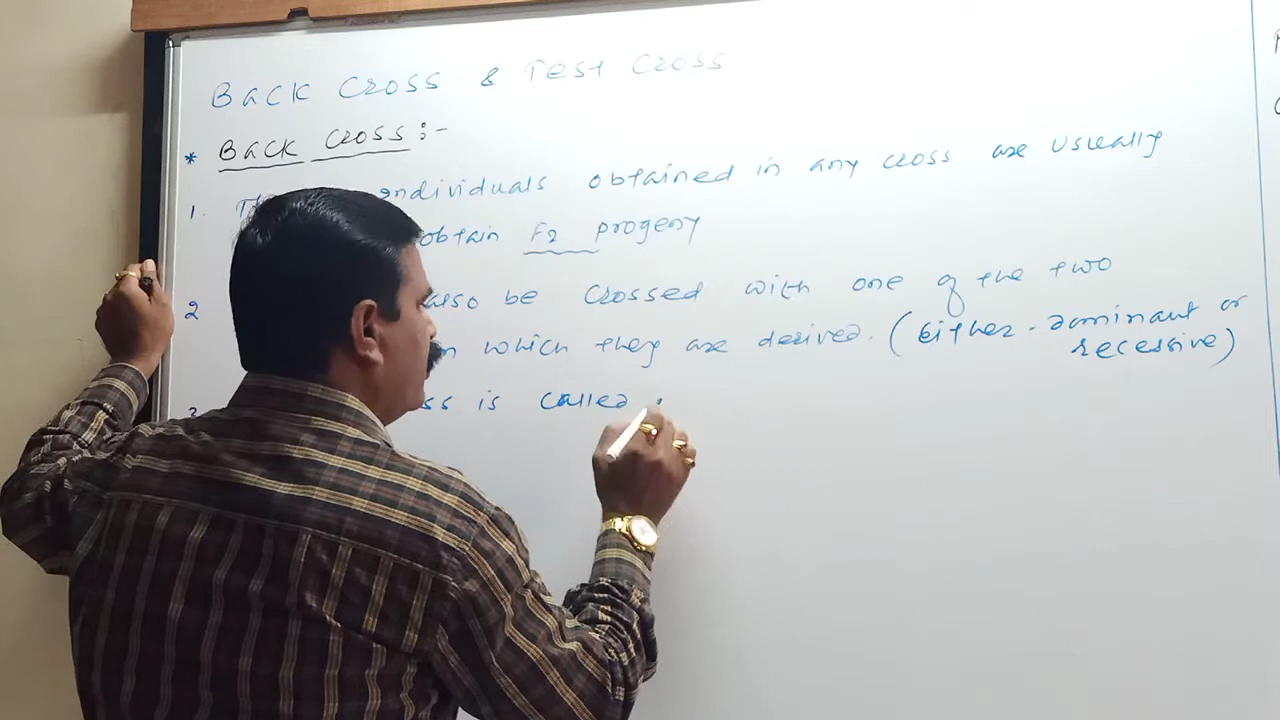 Back Cross & Test Cross
* Back Cross :-
1. individuals obtained in any cross are usually
obtain F2 progeny
2 also be crossed with one of the two
which they are derived. (Either - dominant or
recessive)
3 is called